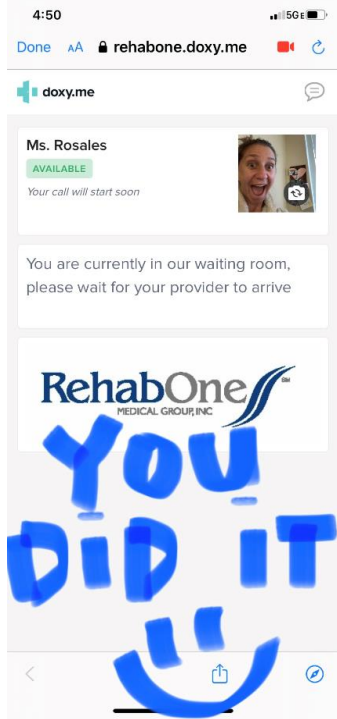 4:50
5GE
Done AA rehabone.doxy.me
doxy.me
Ms. Rosales
AVAILABLE
Your call will start soon
You are currently in our waiting room,
please wait for your provider to arrive
RehabOne SM
MEDICAL GROUP, INC
YOU
DID IT